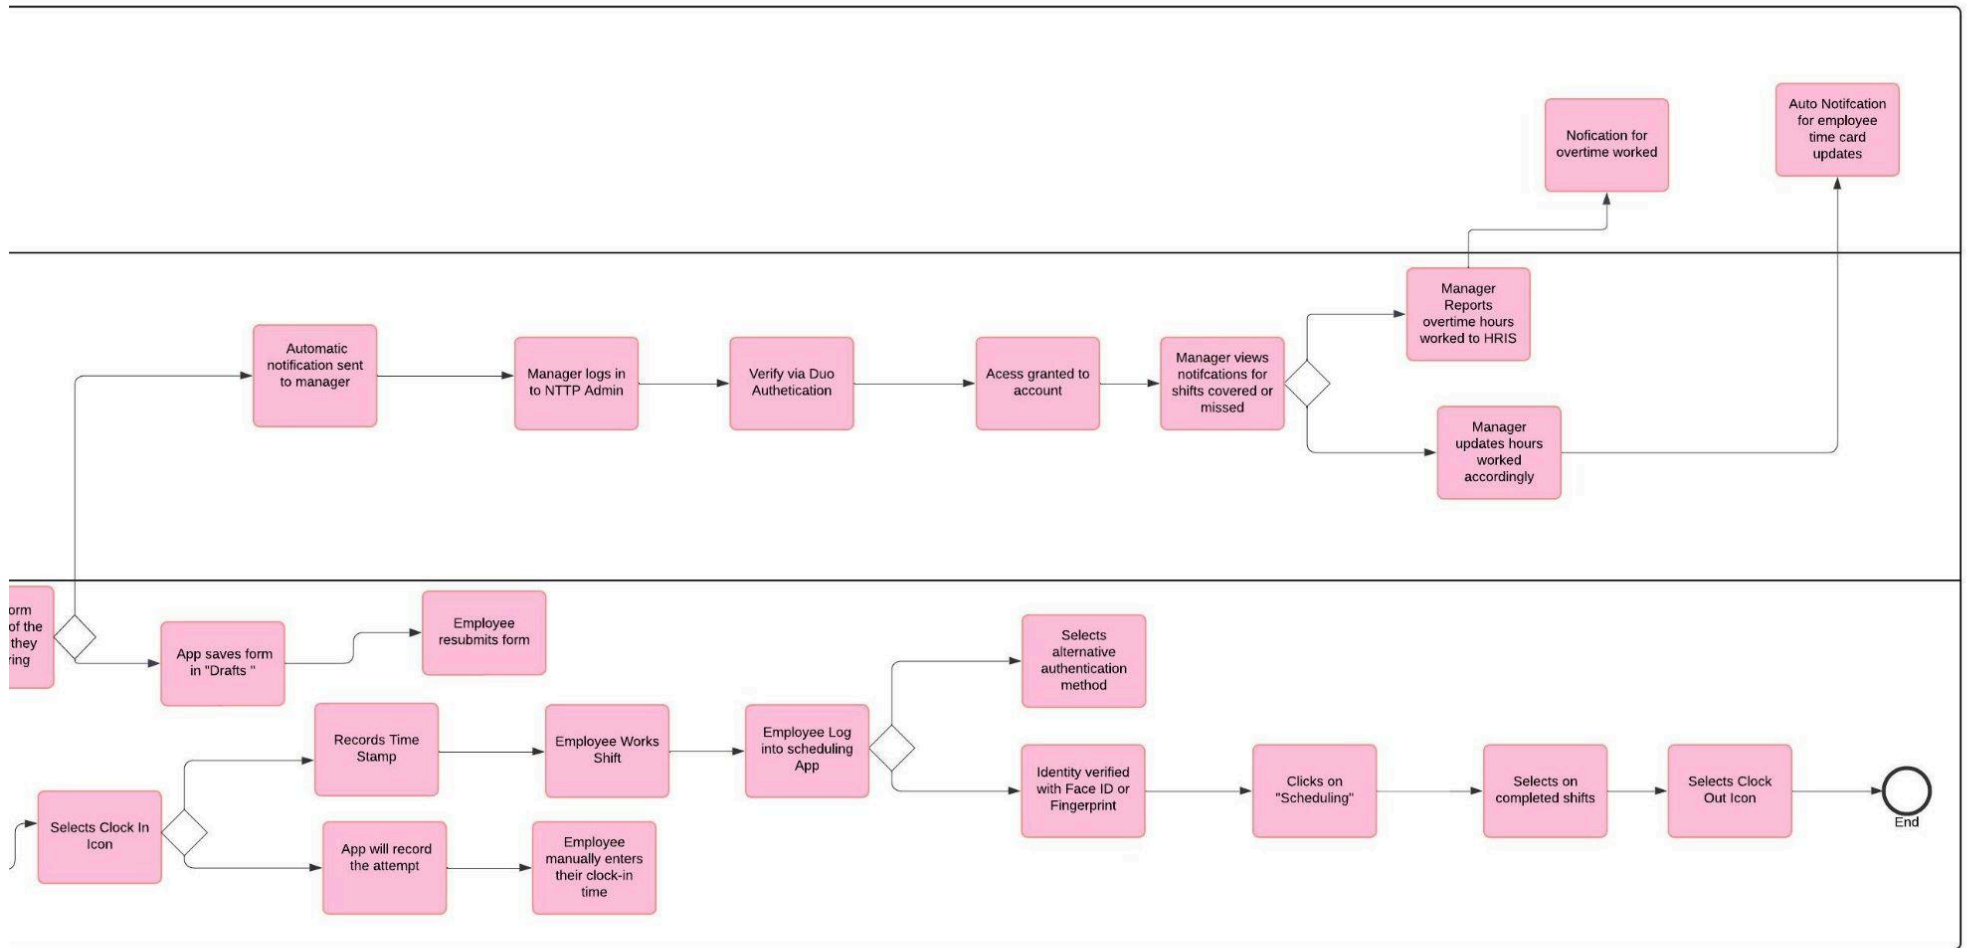 Nofication for
overtime worked
Auto Notifcation
for employee
time card
updates
Automatic
notification sent
to manager
Manager logs in
to NTTP Admin
Verify via Duo
Authetication
Acess granted to
account
Manager views
notifcations for
shifts covered or
missed
Manager
Reports
overtime hours
worked to HRIS
Manager
updates hours
worked
accordingly
orm
of the
they
ring
App saves form
in "Drafts "
Employee
resubmits form
Selects Clock In
Icon
Records Time
Stamp
Employee Works
Shift
Employee Log
into scheduling
App
Selects
alternative
authentication
method
Identity verified
with Face ID or
Fingerprint
Clicks on
"Scheduling"
Selects on
completed shifts
Selects Clock
Out Icon
End
App will record
the attempt
Employee
manually enters
their clock-in
time